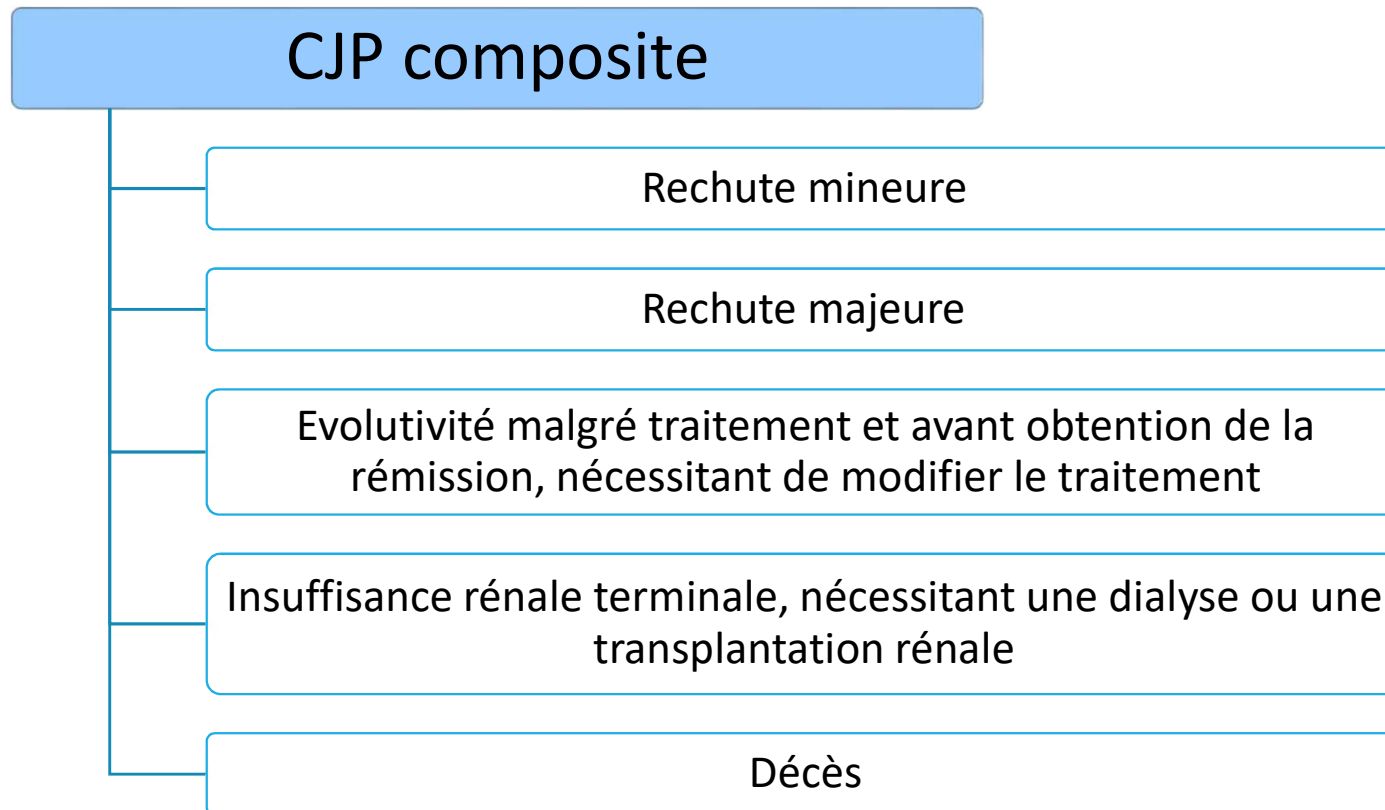 CJP composite
Rechute mineure
Rechute majeure
Evolutivité malgré traitement et avant obtention de la
rémission, nécessitant de modifier le traitement
Insuffisance rénale terminale, nécessitant une dialyse ou une
transplantation rénale
Décès